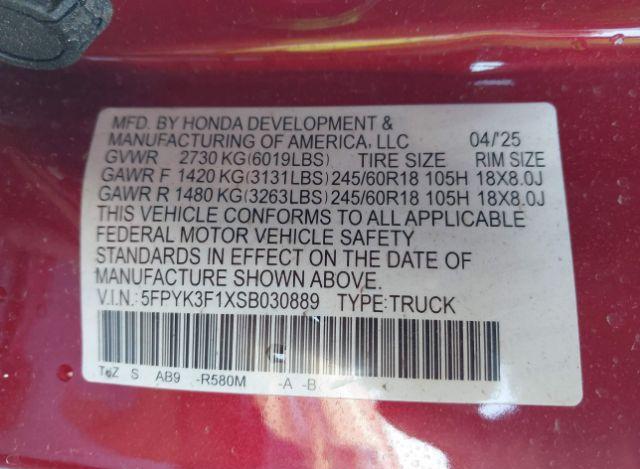 MFD. BY HONDA DEVELOPMENT &
MANUFACTURING OF AMERICA, LLC 04/'25
GVWR 2730 KG(6019LBS) TIRE SIZE RIM SIZE
GAWR F 1420 KG(3131LBS) 245/60R18 105H 18X8.0J
GAWR R 1480 KG(3263LBS) 245/60R18 105H 18X8.0J
THIS VEHICLE CONFORMS TO ALL APPLICABLE
FEDERAL MOTOR VEHICLE SAFETY
STANDARDS IN EFFECT ON THE DATE OF
MANUFACTURE SHOWN ABOVE.
V.I.N.: 5FPYK3F1XSB030889 TYPE:TRUCK
S AB9 -R580M -A -B